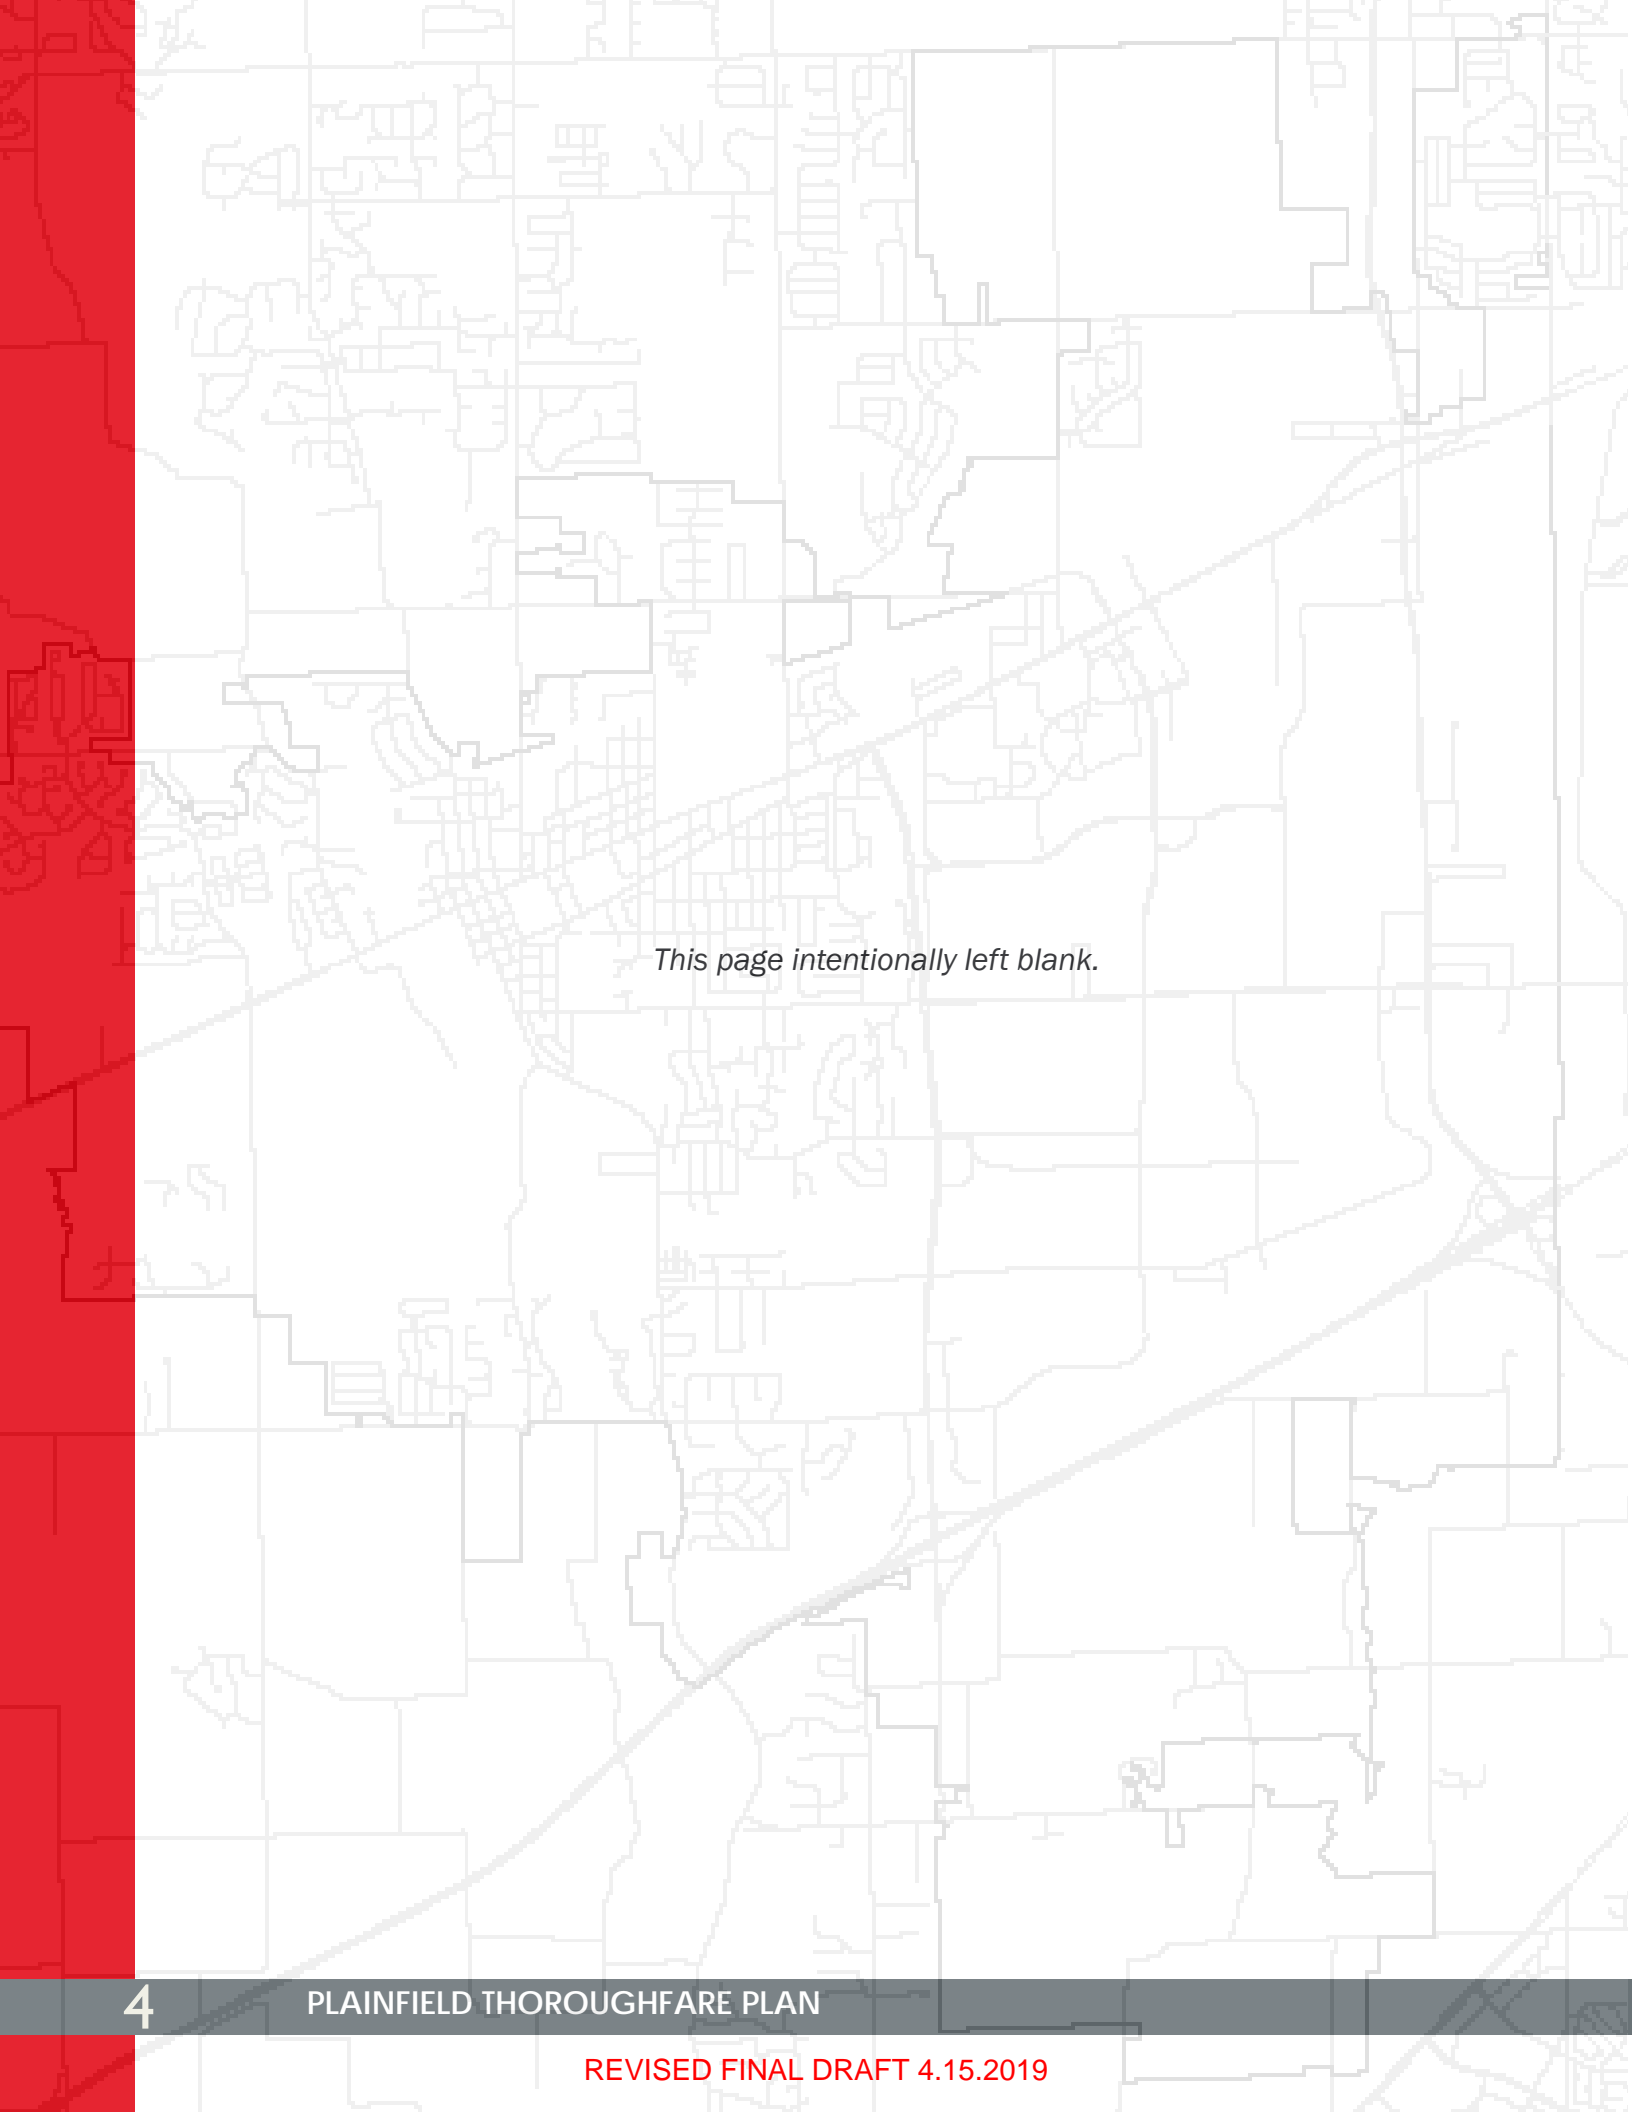 This page intentionally left blank.
4 PLAINFIELD THOROUGHFARE PLAN
REVISED FINAL DRAFT 4.15.2019